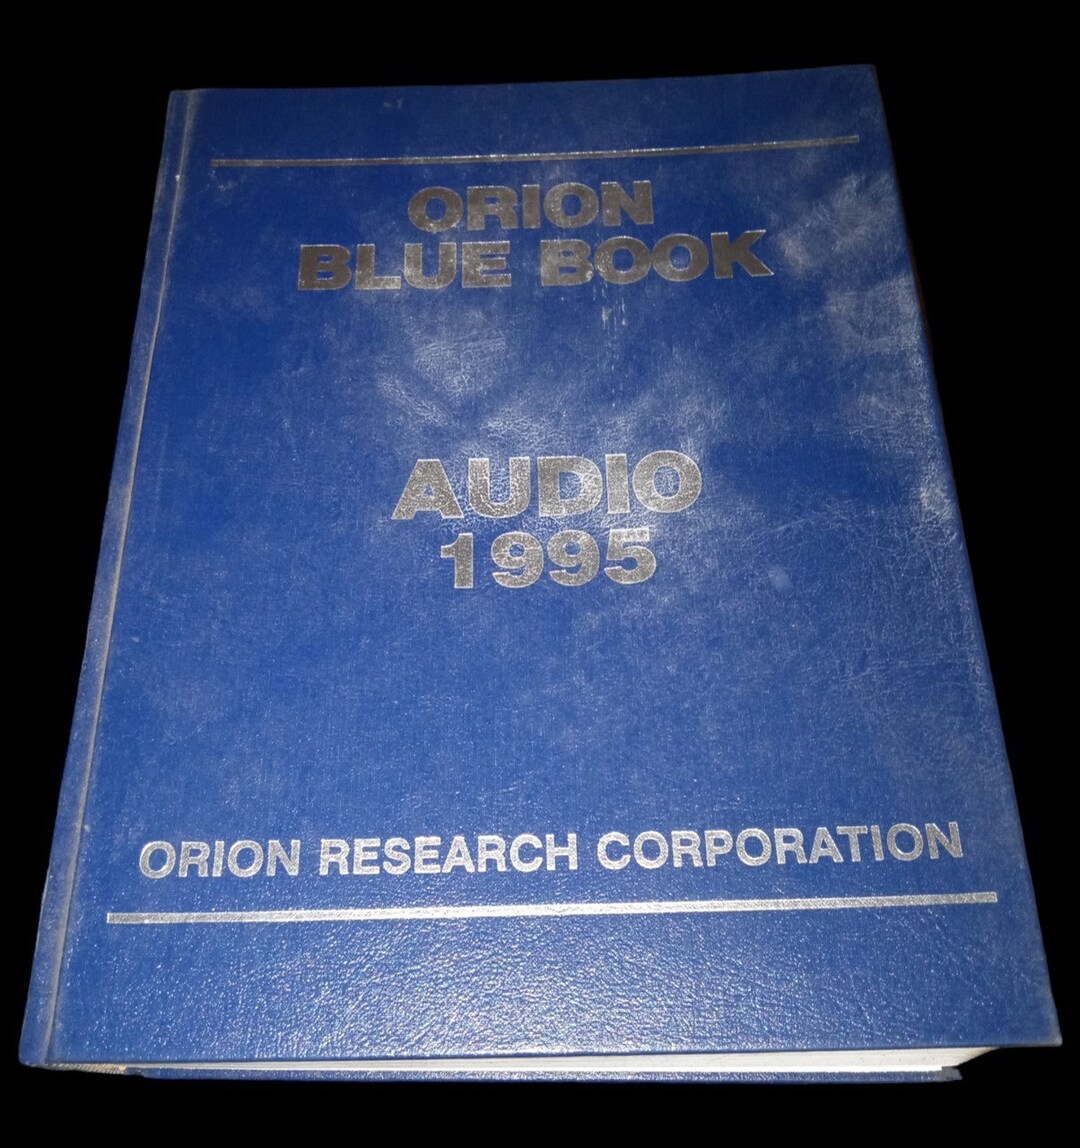 ORION
BLUE BOOK
AUDIO
1995
ORION RESEARCH CORPORATION